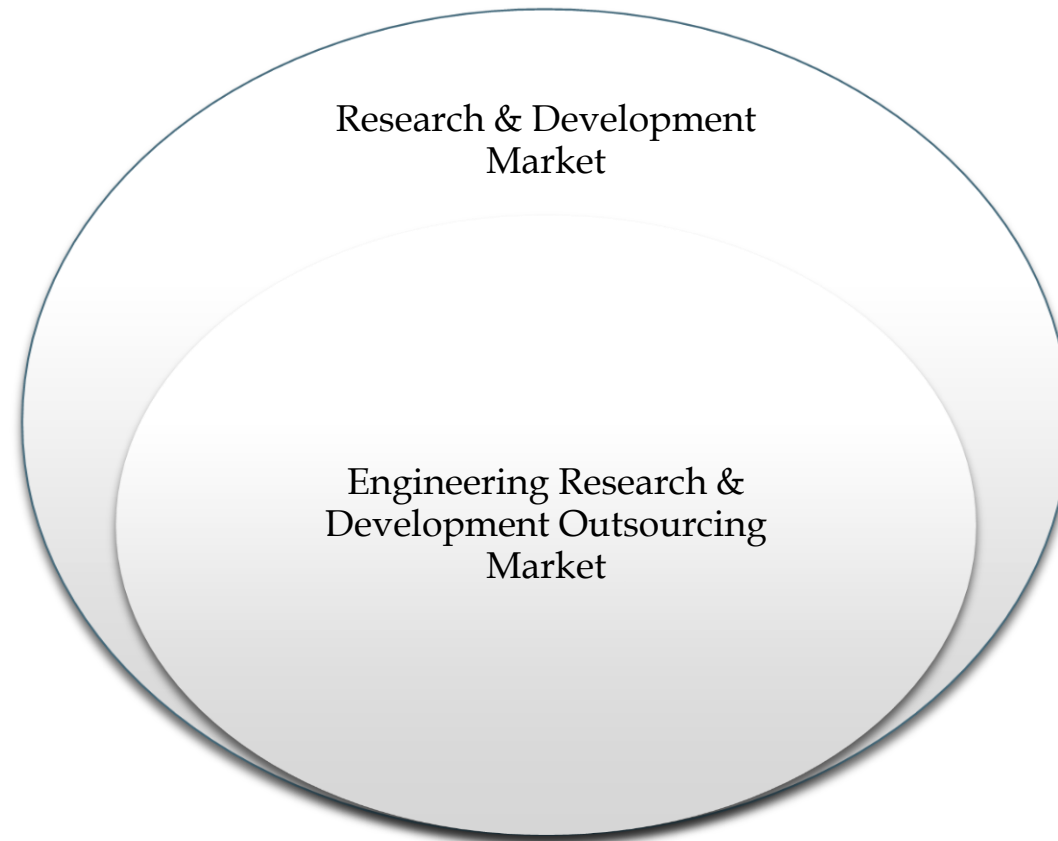 Research & Development
Market
Engineering Research &
Development Outsourcing
Market